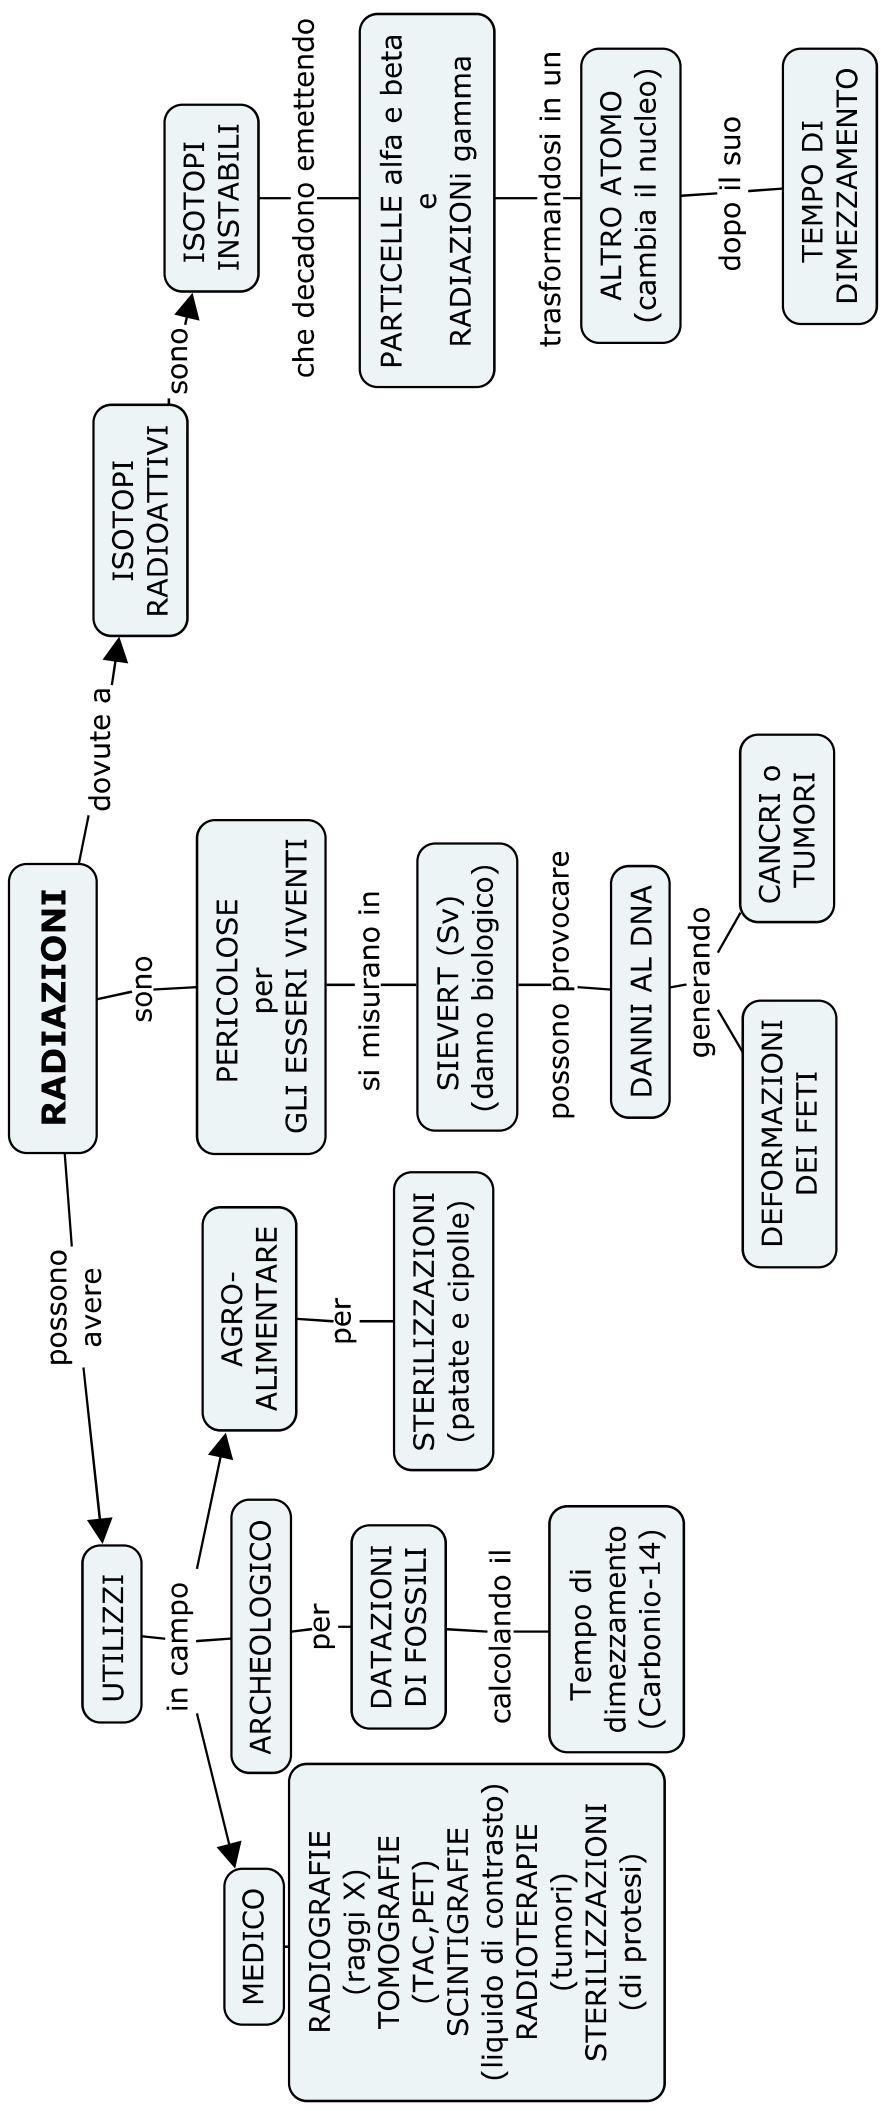 RADIAZIONI
possono
avere
UTILIZZI
in campo
MEDICO
RADIOGRAFIE
(raggi X)
TOMOGRAFIE
(TAC,PET)
SCINTIGRAFIE
(liquido di contrasto)
RADIOTERAPIE
(tumori)
STERILIZZAZIONI
(di protesi)
ARCHEOLOGICO
per
DATAZIONI
DI FOSSILI
calcolando il
Tempo di
dimezzamento
(Carbonio-14)
AGRO-
ALIMENTARE
per
STERILIZZAZIONI
(patate e cipolle)
sono
PERICOLOSE
per
GLI ESSERI VIVENTI
si misurano in
SIEVERT (Sv)
(danno biologico)
possono provocare
DANNI AL DNA
generando
DEFORMAZIONI
DEI FETI
CANCRI o
TUMORI
dovute a
ISOTOPI
RADIOATTIVI
sono
ISOTOPI
INSTABILI
che decadono emettendo
PARTICELLE alfa e beta
e
RADIAZIONi gamma
trasformandosi in un
ALTRO ATOMO
(cambia il nucleo)
dopo il suo
TEMPO DI
DIMEZZAMENTO